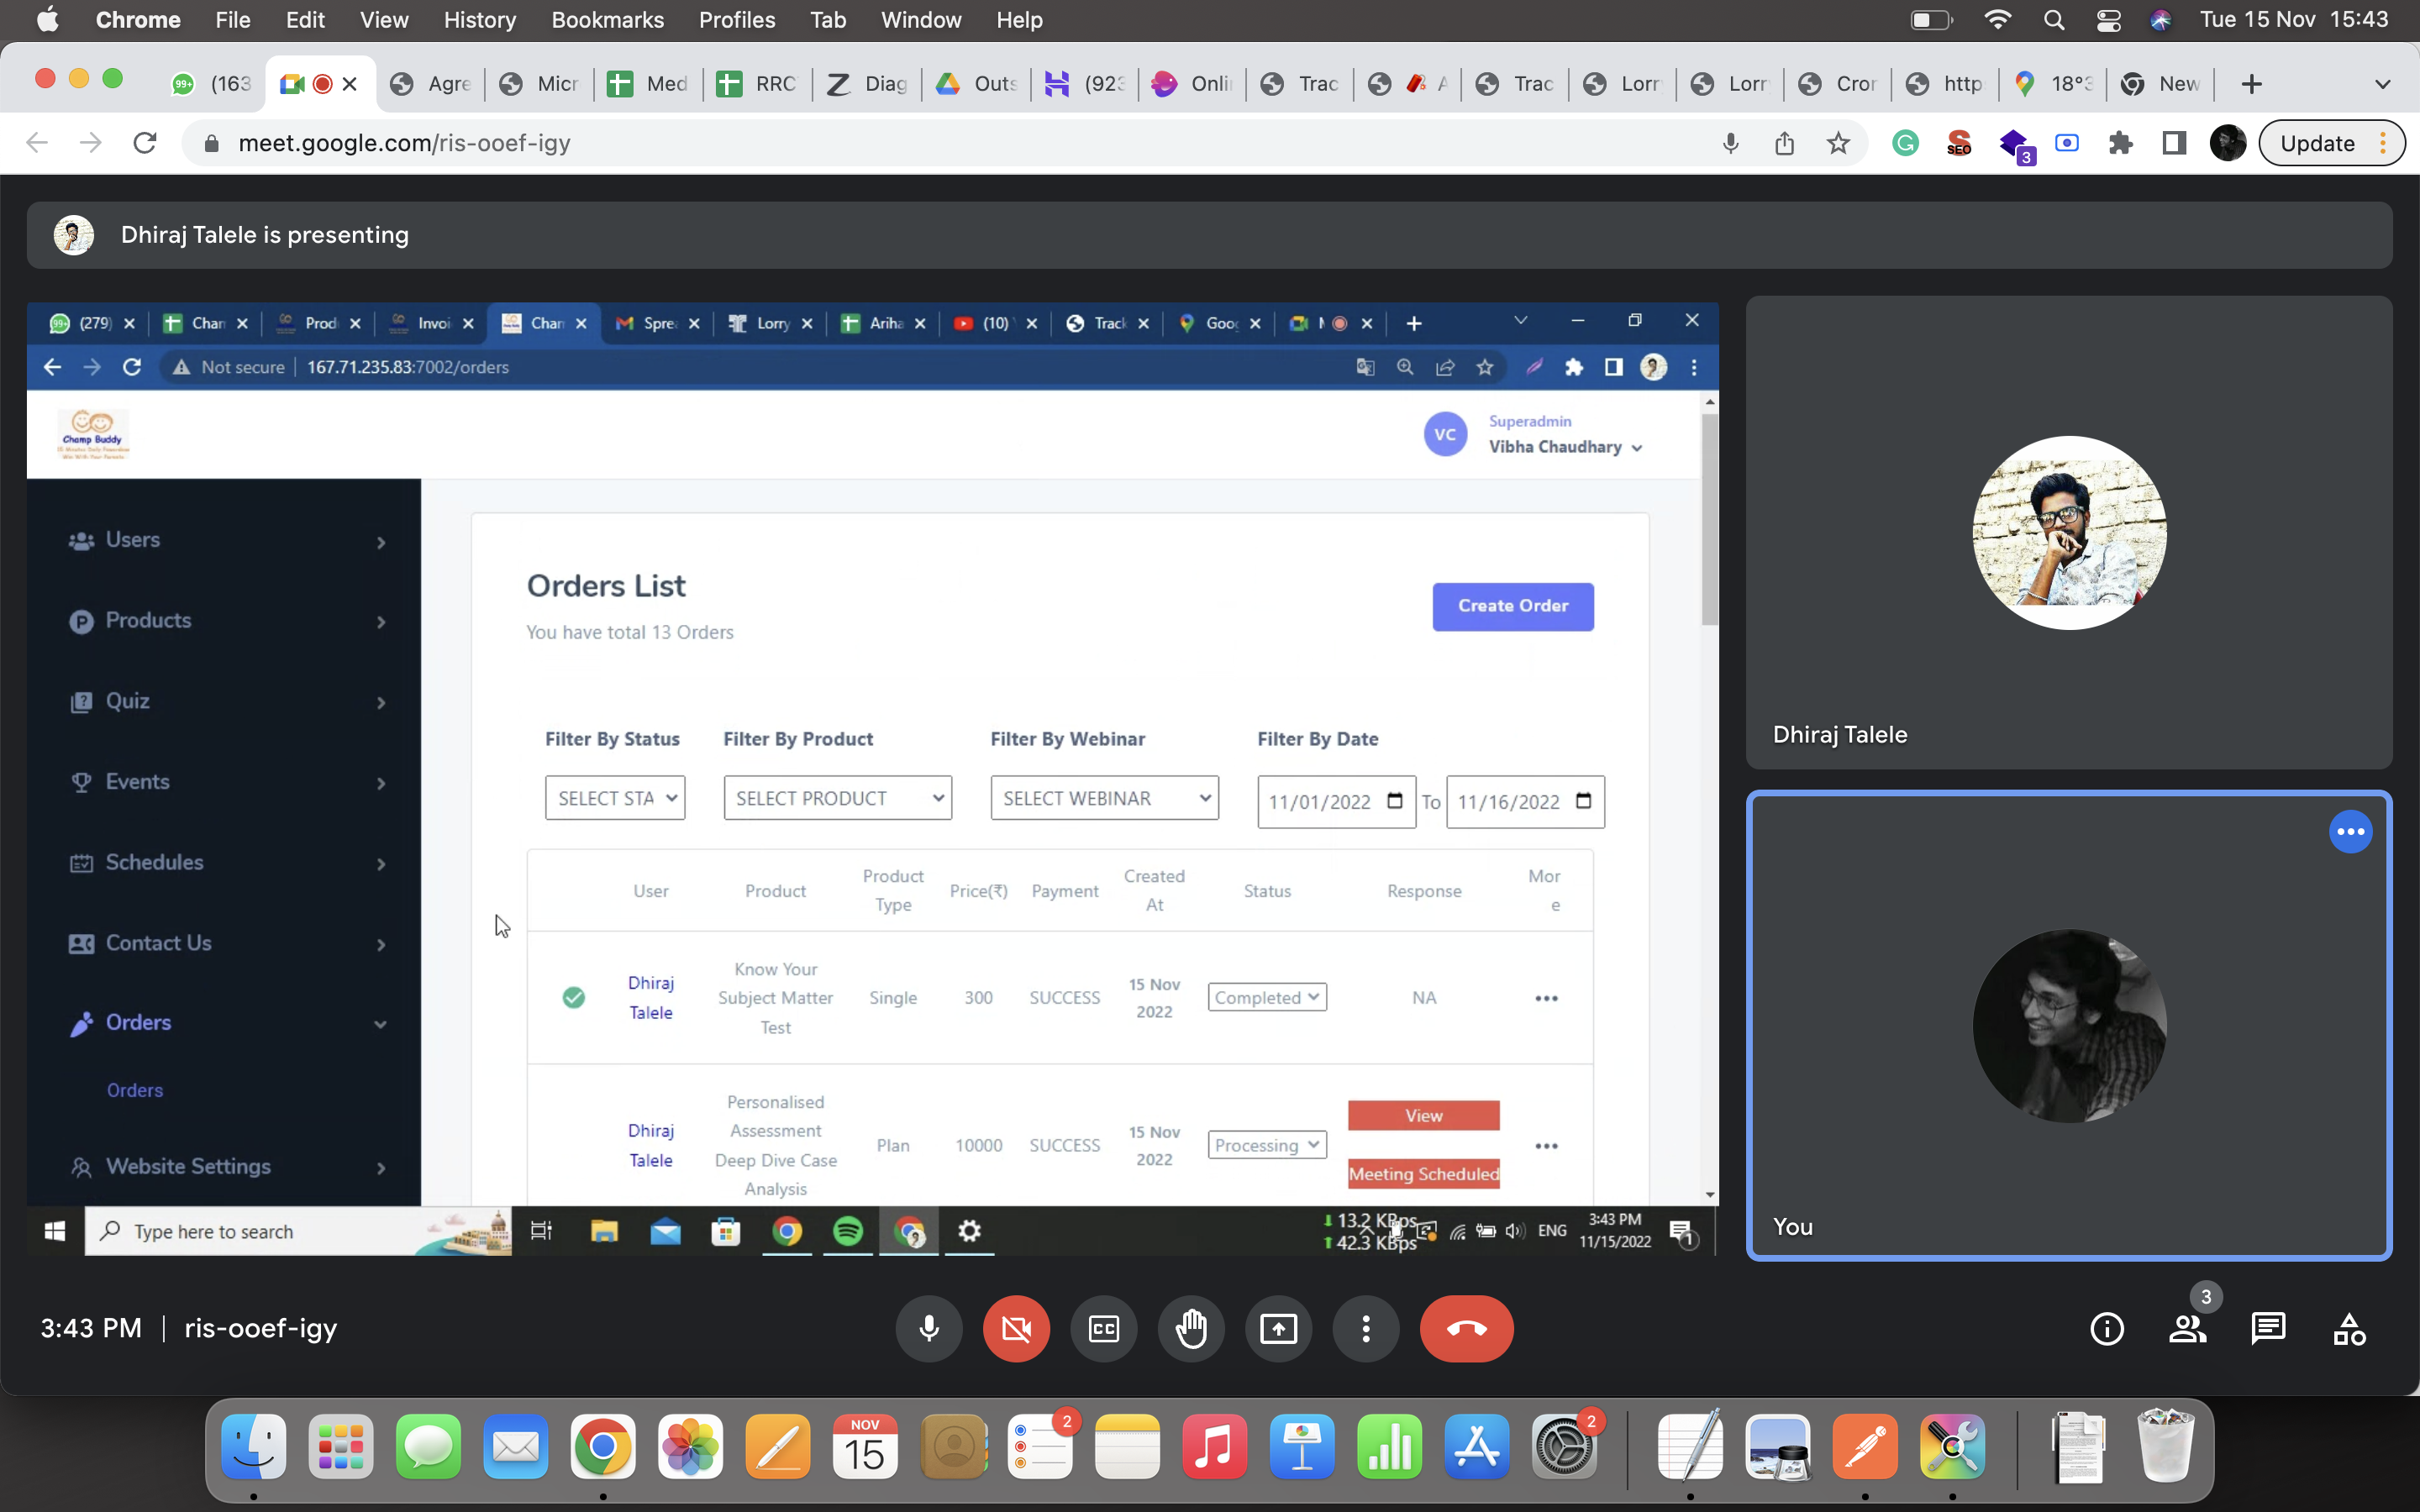 Chrome File Edit View History Bookmarks Profiles Tab Window Help Tue 15 Nov 15:43
99+ (163 Agre Micr Med RRC Diag Outs (923 Onli Trac A Trac Lorr Lorr Cror http 18°3 New
meet.google.com/ris-ooef-igy SEO 3 Update
Dhiraj Talele is presenting
99+ (279) Chan Prod Invoi Chan Spre Lorry Ariha (10) Track Goog
Not secure 167.71.235.83:7002/orders
Champ Buddy
VC
Superadmin
Vibha Chaudhary
Users
Products
Quiz
Events
Schedules
Contact Us
Orders
Orders
Website Settings
Orders List
Create Order
You have total 13 Orders
Filter By Status Filter By Product Filter By Webinar Filter By Date
SELECT STA SELECT PRODUCT SELECT WEBINAR 11/01/2022 To 11/16/2022
User Product Product Type Price(₹) Payment Created At Status Response Mor e
Dhiraj Talele Know Your Subject Matter Test Single 300 SUCCESS 15 Nov 2022 Completed NA
Dhiraj Talele Personalised Assessment Deep Dive Case Analysis Plan 10000 SUCCESS 15 Nov 2022 Processing View
Meeting Scheduled
Type here to search
13.2 KBps
42.3 KBps
ENG
3:43 PM
11/15/2022
1
Dhiraj Talele
You
3:43 PM ris-ooef-igy
CC
3
NOV
15
2
2